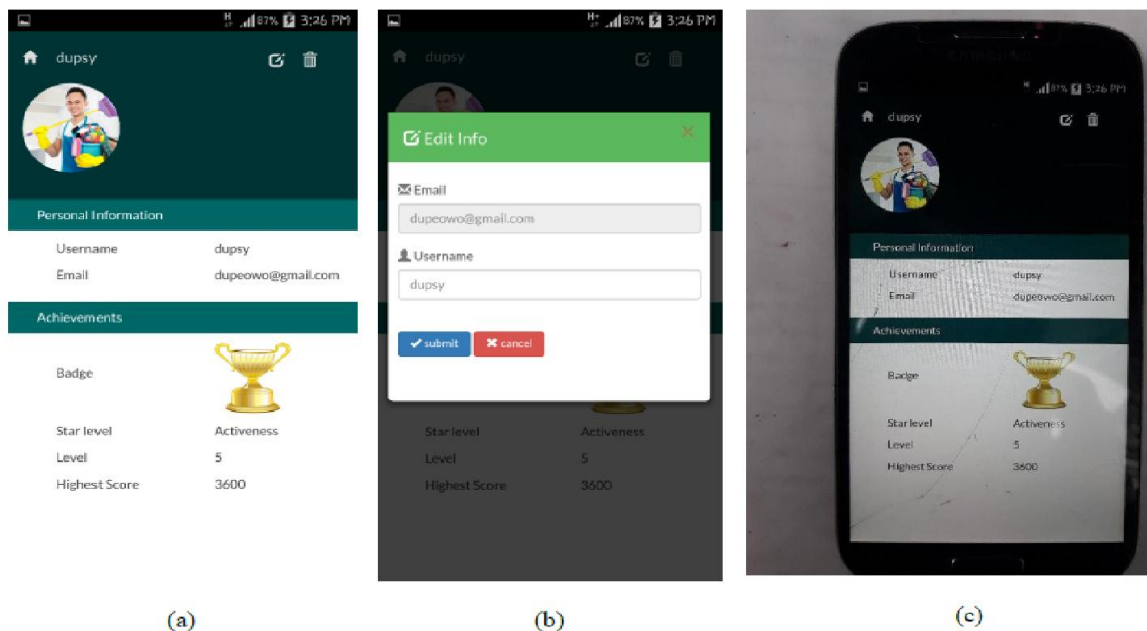 H 87% 3:26 PM
dupsy
Personal Information
Username dupsy
Email dupeowo@gmail.com
Achievements
Badge
Star level Activeness
Level 5
Highest Score 3600
(a)
H+ 87% 3:26 PM
dupsy
Edit Info ×
Email
dupeowo@gmail.com
Username
dupsy
submit cancel
Star level Activeness
Level 5
Highest Score 3600
(b)
SAMSUNG
H 87% 3:26 PM
dupsy
Personal Information
Username dupsy
Email dupeowo@gmail.com
Achievements
Badge
Star level Activeness
Level 5
Highest Score 3600
(c)